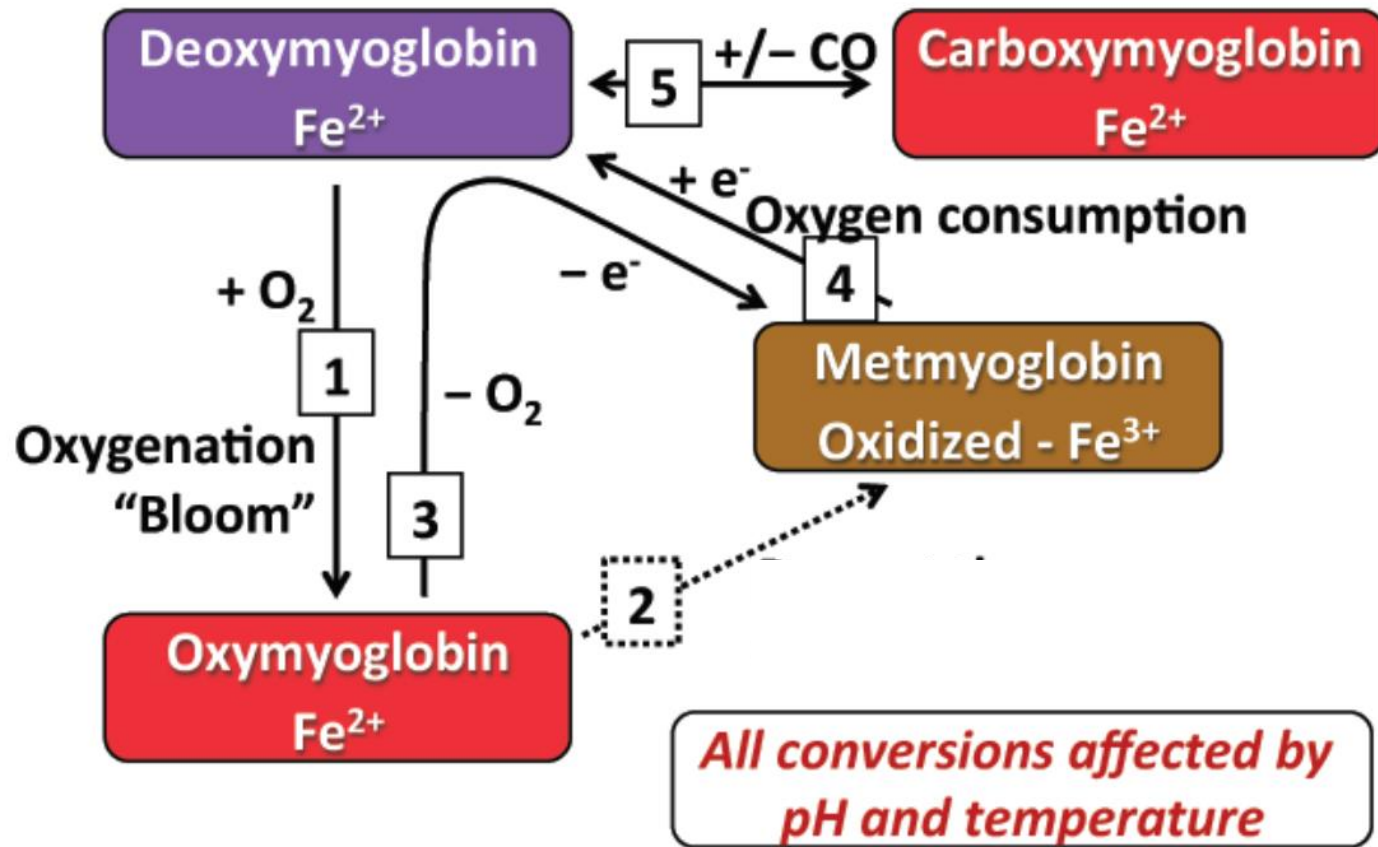 Deoxymyoglobin
Fe²⁺
5
+/− CO
Carboxymyoglobin
Fe²⁺
+ e⁻
Oxygen consumption
4
− e⁻
+ O₂
1
− O₂
Oxygenation
“Bloom”
3
Metmyoglobin
Oxidized - Fe³⁺
2
Oxymyoglobin
Fe²⁺
All conversions affected by
pH and temperature